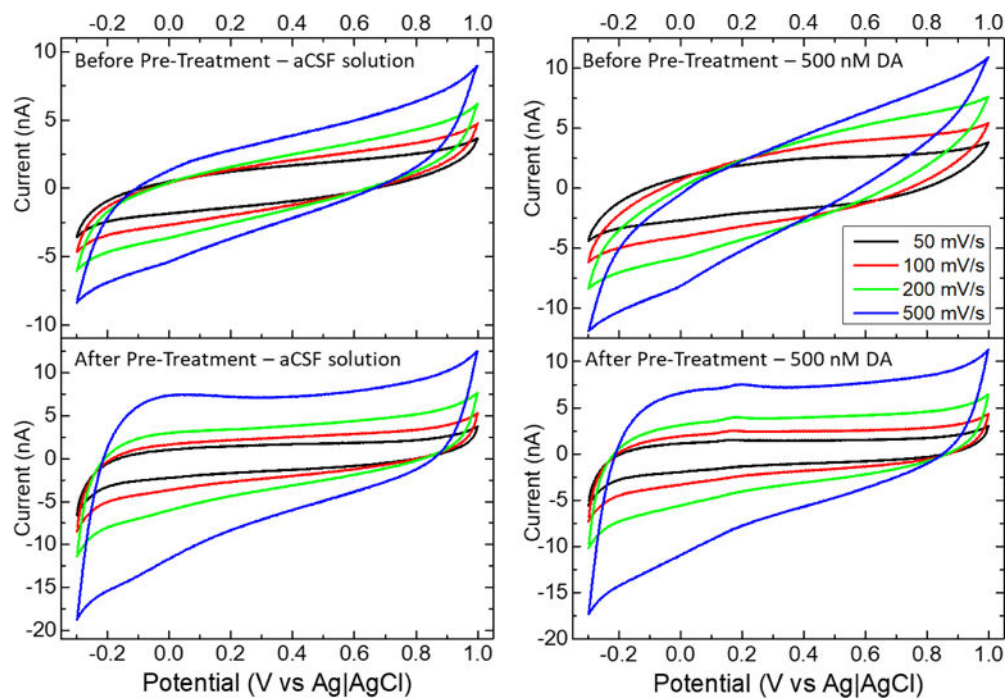 -0.2 0.0 0.2 0.4 0.6 0.8 1.0
-0.2 0.0 0.2 0.4 0.6 0.8 1.0
Before Pre-Treatment – aCSF solution
10
5
0
-5
-10
Current (nA)
Before Pre-Treatment – 500 nM DA
10
5
0
-5
-10
Current (nA)
50 mV/s
100 mV/s
200 mV/s
500 mV/s
After Pre-Treatment – aCSF solution
10
5
0
-5
-10
-15
-20
Current (nA)
After Pre-Treatment – 500 nM DA
10
5
0
-5
-10
-15
-20
Current (nA)
-0.2 0.0 0.2 0.4 0.6 0.8 1.0
Potential (V vs Ag|AgCl)
-0.2 0.0 0.2 0.4 0.6 0.8 1.0
Potential (V vs Ag|AgCl)